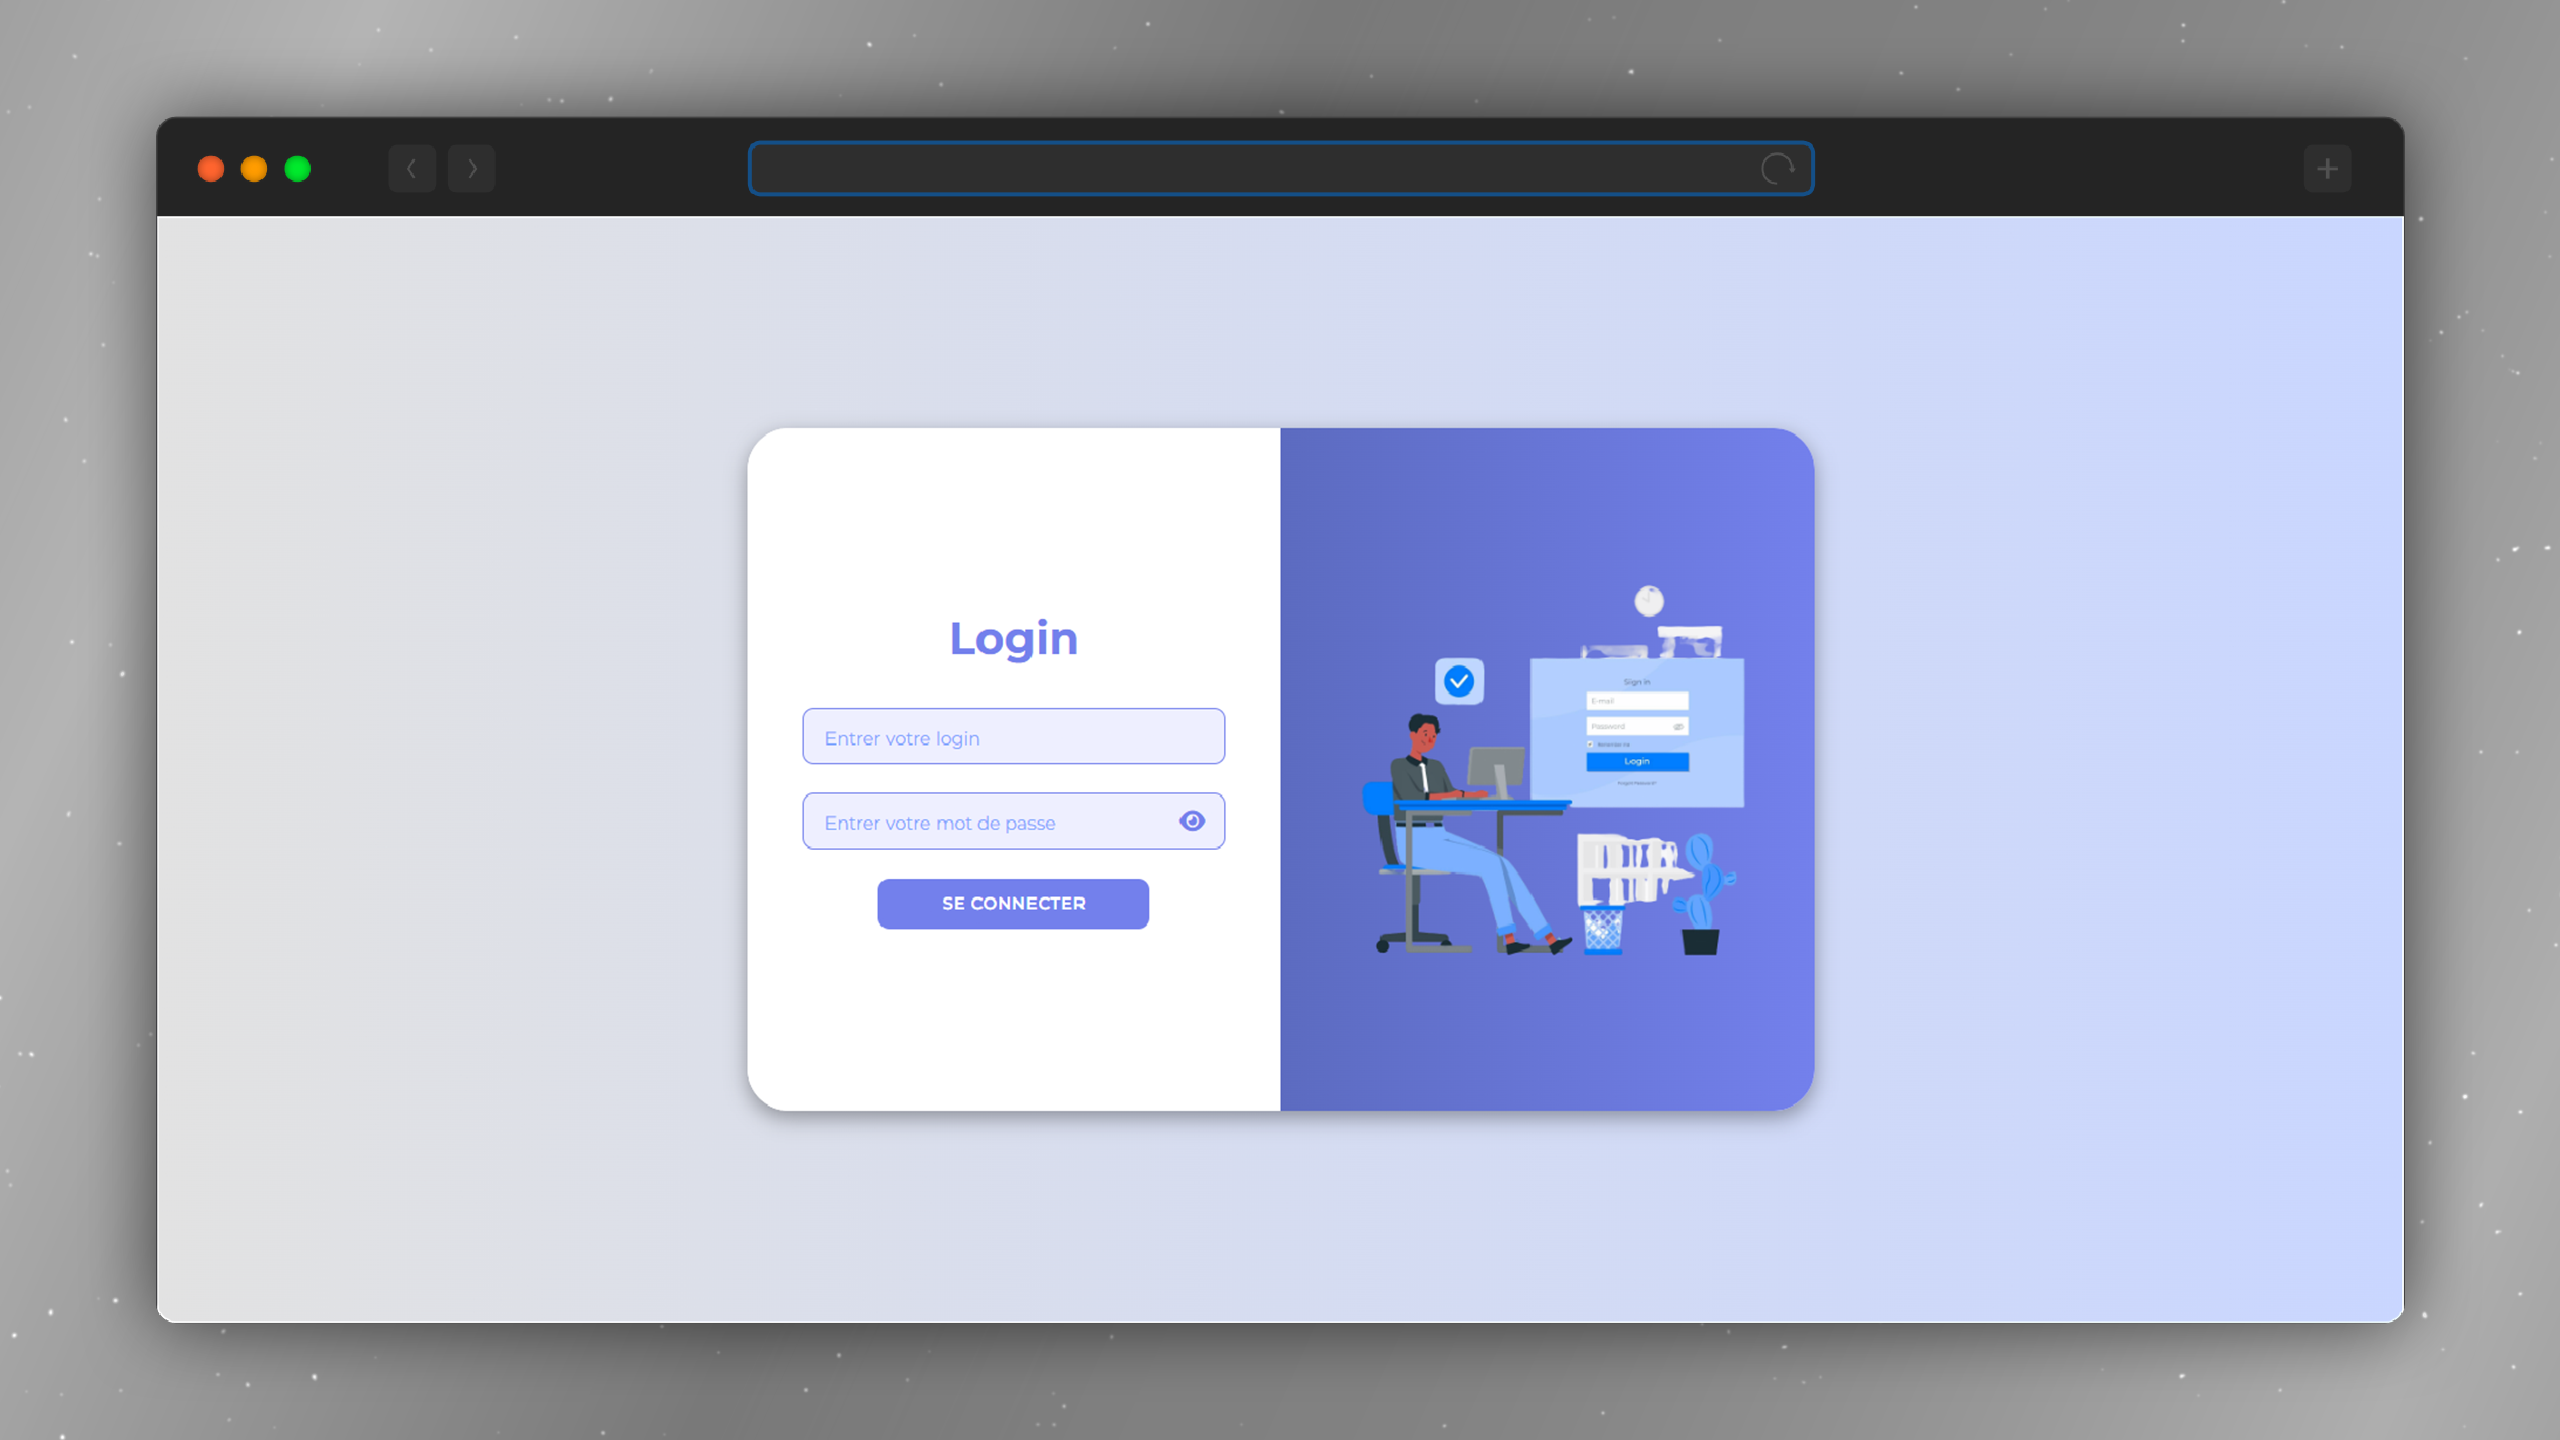 Login
Entrer votre login
Entrer votre mot de passe
SE CONNECTER
Sign in
E-mail
Password
Login